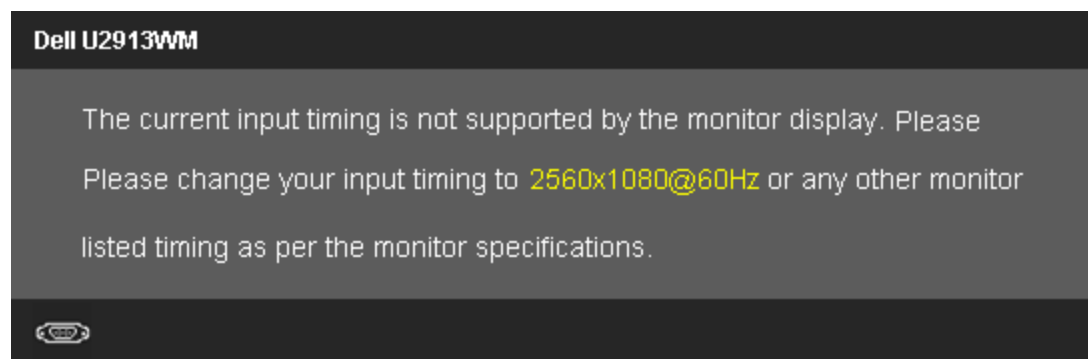 Dell U2913WM
The current input timing is not supported by the monitor display. Please
Please change your input timing to 2560x1080@60Hz or any other monitor
listed timing as per the monitor specifications.